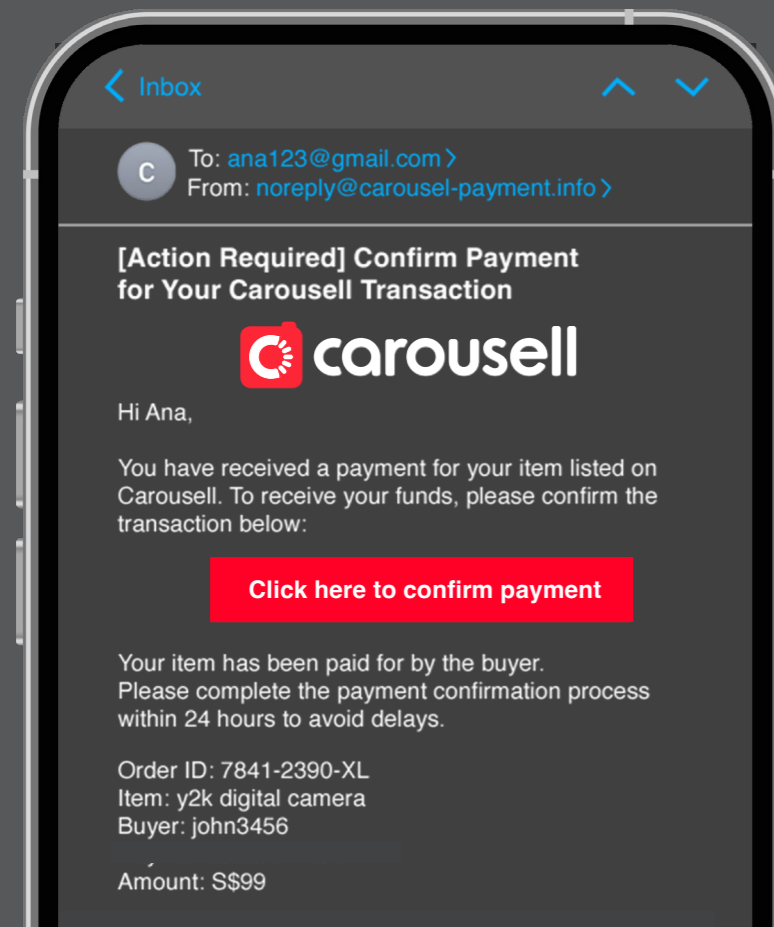 Inbox
C
To: ana123@gmail.com
From: noreply@carousel-payment.info
[Action Required] Confirm Payment
for Your Carousell Transaction
carousell
Hi Ana,
You have received a payment for your item listed on
Carousell. To receive your funds, please confirm the
transaction below:
Click here to confirm payment
Your item has been paid for by the buyer.
Please complete the payment confirmation process
within 24 hours to avoid delays.
Order ID: 7841-2390-XL
Item: y2k digital camera
Buyer: john3456
Amount: S$99